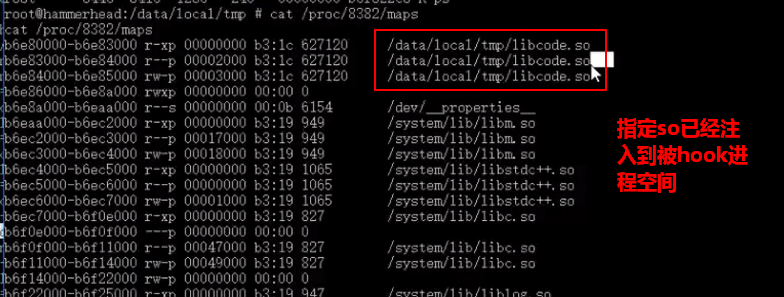 root@hammerhead:/data/local/tmp # cat /proc/8382/maps
cat /proc/8382/maps
b6e80000-b6e83000 r-xp 00000000 b3:1c 627120 /data/local/tmp/libcode.so
b6e83000-b6e84000 r--p 00002000 b3:1c 627120 /data/local/tmp/libcode.so
b6e84000-b6e85000 rw-p 00003000 b3:1c 627120 /data/local/tmp/libcode.so
b6e86000-b6e8a000 rwxp 00000000 00:00 0
b6e8a000-b6eaa000 r--s 00000000 00:0b 6154 /dev/__properties__
b6eaa000-b6ec2000 r-xp 00000000 b3:19 949 /system/lib/libm.so
b6ec2000-b6ec3000 r--p 00017000 b3:19 949 /system/lib/libm.so
b6ec3000-b6ec4000 rw-p 00018000 b3:19 949 /system/lib/libm.so
b6ec4000-b6ec5000 r-xp 00000000 b3:19 1065 /system/lib/libstdc++.so
b6ec5000-b6ec6000 r--p 00000000 b3:19 1065 /system/lib/libstdc++.so
b6ec6000-b6ec7000 rw-p 00001000 b3:19 1065 /system/lib/libstdc++.so
b6ec7000-b6f0e000 r-xp 00000000 b3:19 827 /system/lib/libc.so
b6f0e000-b6f0f000 ---p 00000000 00:00 0
b6f0f000-b6f11000 r--p 00047000 b3:19 827 /system/lib/libc.so
b6f11000-b6f14000 rw-p 00049000 b3:19 827 /system/lib/libc.so
b6f14000-b6f22000 rw-p 00000000 00:00 0
b6f22000-b6f25000 r-xp 00000000 b3:19 947 /system/lib/liblog.so
指定so已经注
入到被hook进
程空间